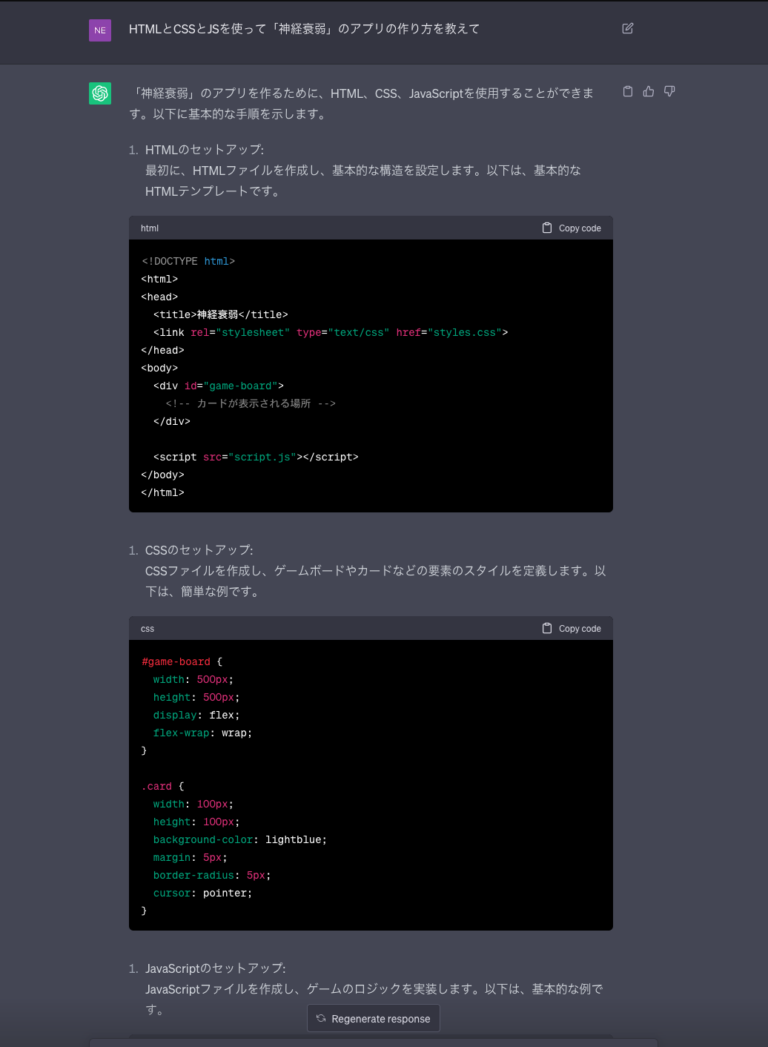 NE
HTMLとCSSとJSを使って「神経衰弱」のアプリの作り方を教えて
「神経衰弱」のアプリを作るために、HTML、CSS、JavaScriptを使用することができま
す。以下に基本的な手順を示します。
1. HTMLのセットアップ:
最初に、HTMLファイルを作成し、基本的な構造を設定します。以下は、基本的な
HTMLテンプレートです。
html
Copy code
<!DOCTYPE html>
<html>
<head>
  <title>神経衰弱</title>
  <link rel="stylesheet" type="text/css" href="styles.css">
</head>
<body>
  <div id="game-board">
    <!-- カードが表示される場所 -->
  </div>

  <script src="script.js"></script>
</body>
</html>
1. CSSのセットアップ:
CSSファイルを作成し、ゲームボードやカードなどの要素のスタイルを定義します。以
下は、簡単な例です。
css
Copy code
#game-board {
  width: 500px;
  height: 500px;
  display: flex;
  flex-wrap: wrap;
}

.card {
  width: 100px;
  height: 100px;
  background-color: lightblue;
  margin: 5px;
  border-radius: 5px;
  cursor: pointer;
}
1. JavaScriptのセットアップ:
JavaScriptファイルを作成し、ゲームのロジックを実装します。以下は、基本的な例で
す。
Regenerate response